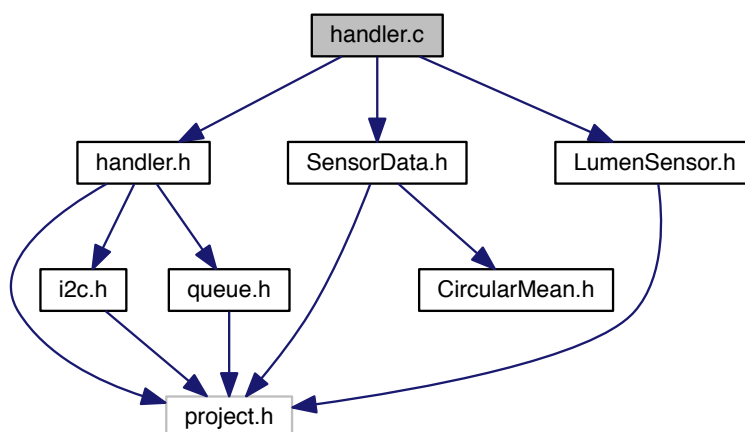 handler.c
handler.h
SensorData.h
LumenSensor.h
i2c.h
queue.h
CircularMean.h
project.h